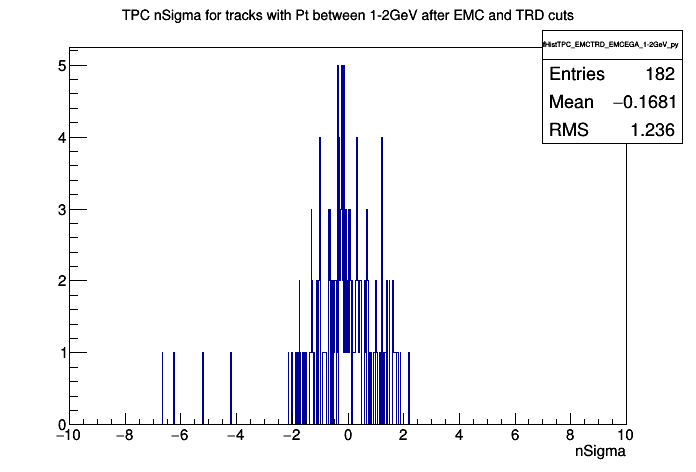 TPC nSigma for tracks with Pt between 1-2GeV after EMC and TRD cuts
fHistTPC_EMCTRD_EMCEGA_1-2GeV_py
Entries 182
Mean −0.1681
RMS 1.236
5
4
3
2
1
0
−10 −8 −6 −4 −2 0 2 4 6 8 10
nSigma